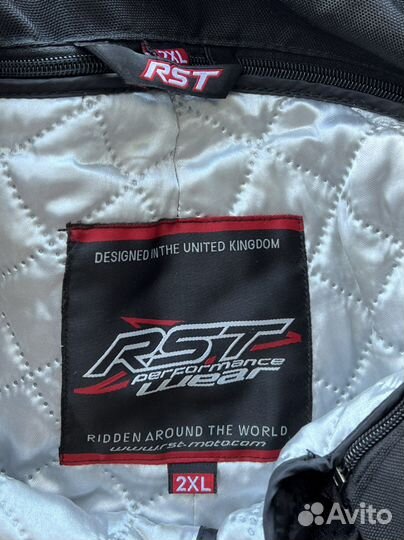 2XL
RST
DESIGNED IN THE UNITED KINGDOM
RST
performance
wear
RIDDEN AROUND THE WORLD
www.rst-moto.com
2XL
Avito